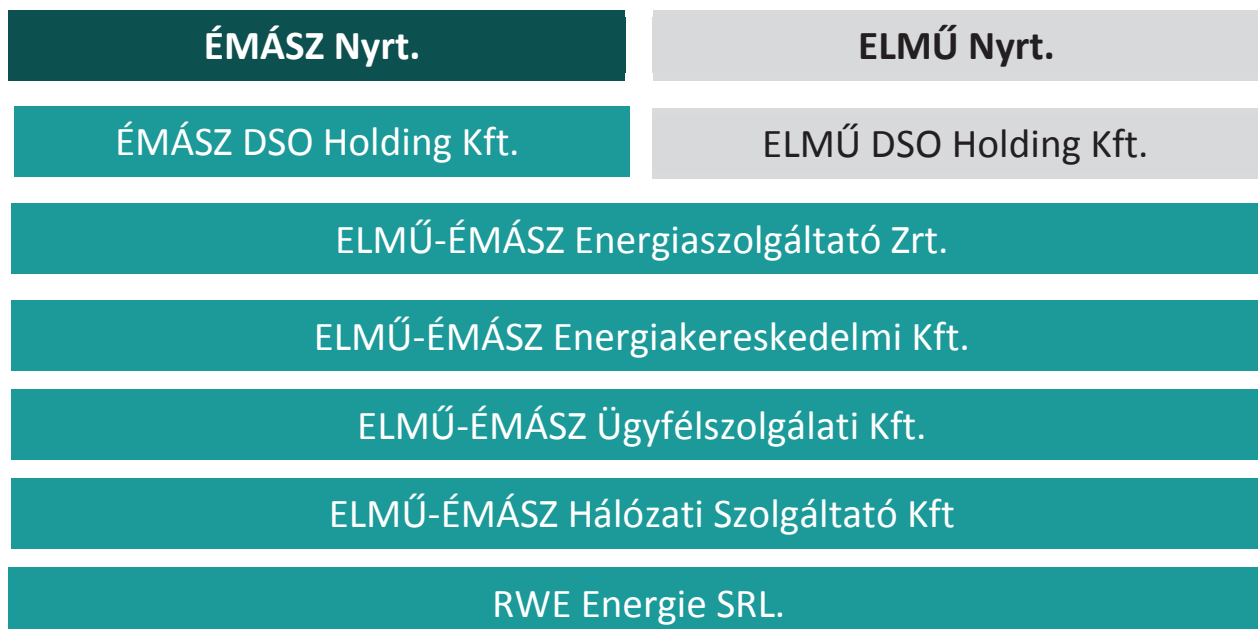 ÉMÁSZ Nyrt.
ELMŰ Nyrt.
ÉMÁSZ DSO Holding Kft.
ELMŰ DSO Holding Kft.
ELMŰ-ÉMÁSZ Energiaszolgáltató Zrt.
ELMŰ-ÉMÁSZ Energiakereskedelmi Kft.
ELMŰ-ÉMÁSZ Ügyfélszolgálati Kft.
ELMŰ-ÉMÁSZ Hálózati Szolgáltató Kft
RWE Energie SRL.